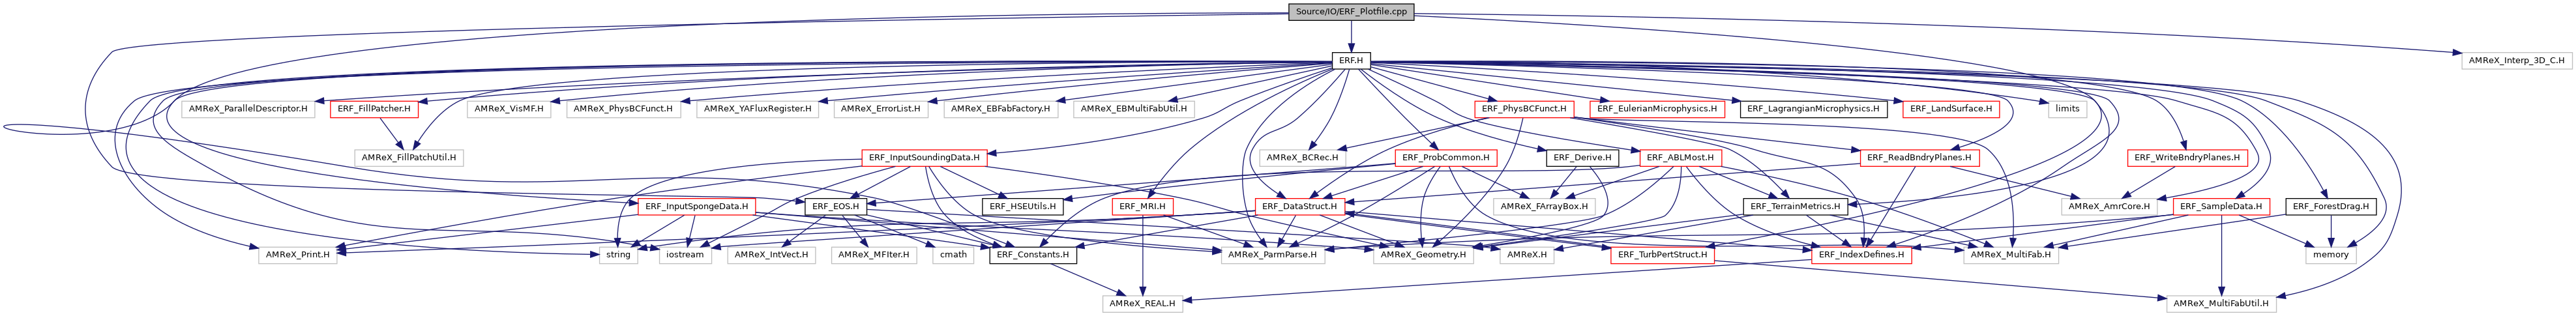 Source/IO/ERF_Plotfile.cpp
ERF.H
AMReX_Interp_3D_C.H
AMReX_ParallelDescriptor.H
ERF_FillPatcher.H
AMReX_VisMF.H
AMReX_PhysBCFunct.H
AMReX_YAFluxRegister.H
AMReX_ErrorList.H
AMReX_EBFabFactory.H
AMReX_EBMultiFabUtil.H
ERF_PhysBCFunct.H
ERF_EulerianMicrophysics.H
ERF_LagrangianMicrophysics.H
ERF_LandSurface.H
limits
AMReX_FillPatchUtil.H
ERF_InputSoundingData.H
AMReX_BCRec.H
ERF_ProbCommon.H
ERF_Derive.H
ERF_ABLMost.H
ERF_ReadBndryPlanes.H
ERF_WriteBndryPlanes.H
ERF_InputSpongeData.H
ERF_EOS.H
ERF_HSEUtils.H
ERF_MRI.H
ERF_DataStruct.H
AMReX_FArrayBox.H
ERF_TerrainMetrics.H
AMReX_AmrCore.H
ERF_SampleData.H
ERF_ForestDrag.H
AMReX_Print.H
string
iostream
AMReX_IntVect.H
AMReX_MFIter.H
cmath
ERF_Constants.H
AMReX_ParmParse.H
AMReX_Geometry.H
AMReX.H
ERF_TurbPertStruct.H
ERF_IndexDefines.H
AMReX_MultiFab.H
memory
AMReX_REAL.H
AMReX_MultiFabUtil.H